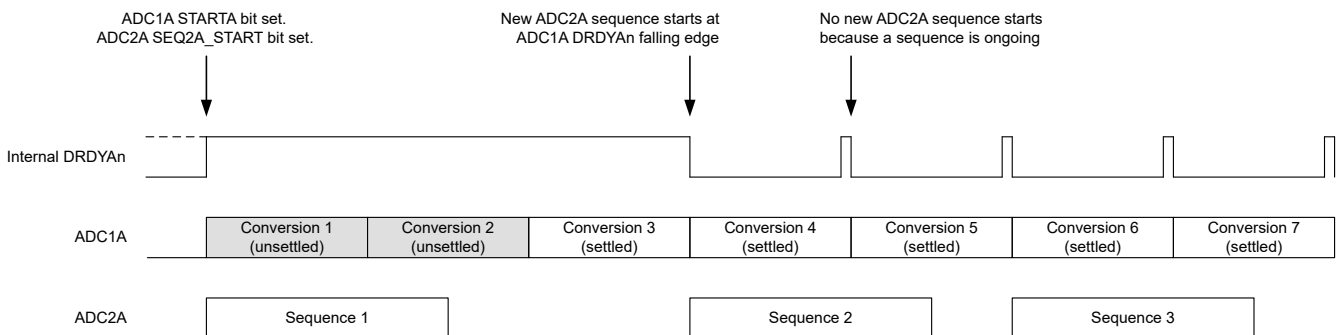 ADC1A STARTA bit set.
ADC2A SEQ2A_START bit set.
New ADC2A sequence starts at
ADC1A DRDYAn falling edge
No new ADC2A sequence starts
because a sequence is ongoing
Internal DRDYAn
ADC1A
Conversion 1
(unsettled)
Conversion 2
(unsettled)
Conversion 3
(settled)
Conversion 4
(settled)
Conversion 5
(settled)
Conversion 6
(settled)
Conversion 7
(settled)
ADC2A
Sequence 1
Sequence 2
Sequence 3